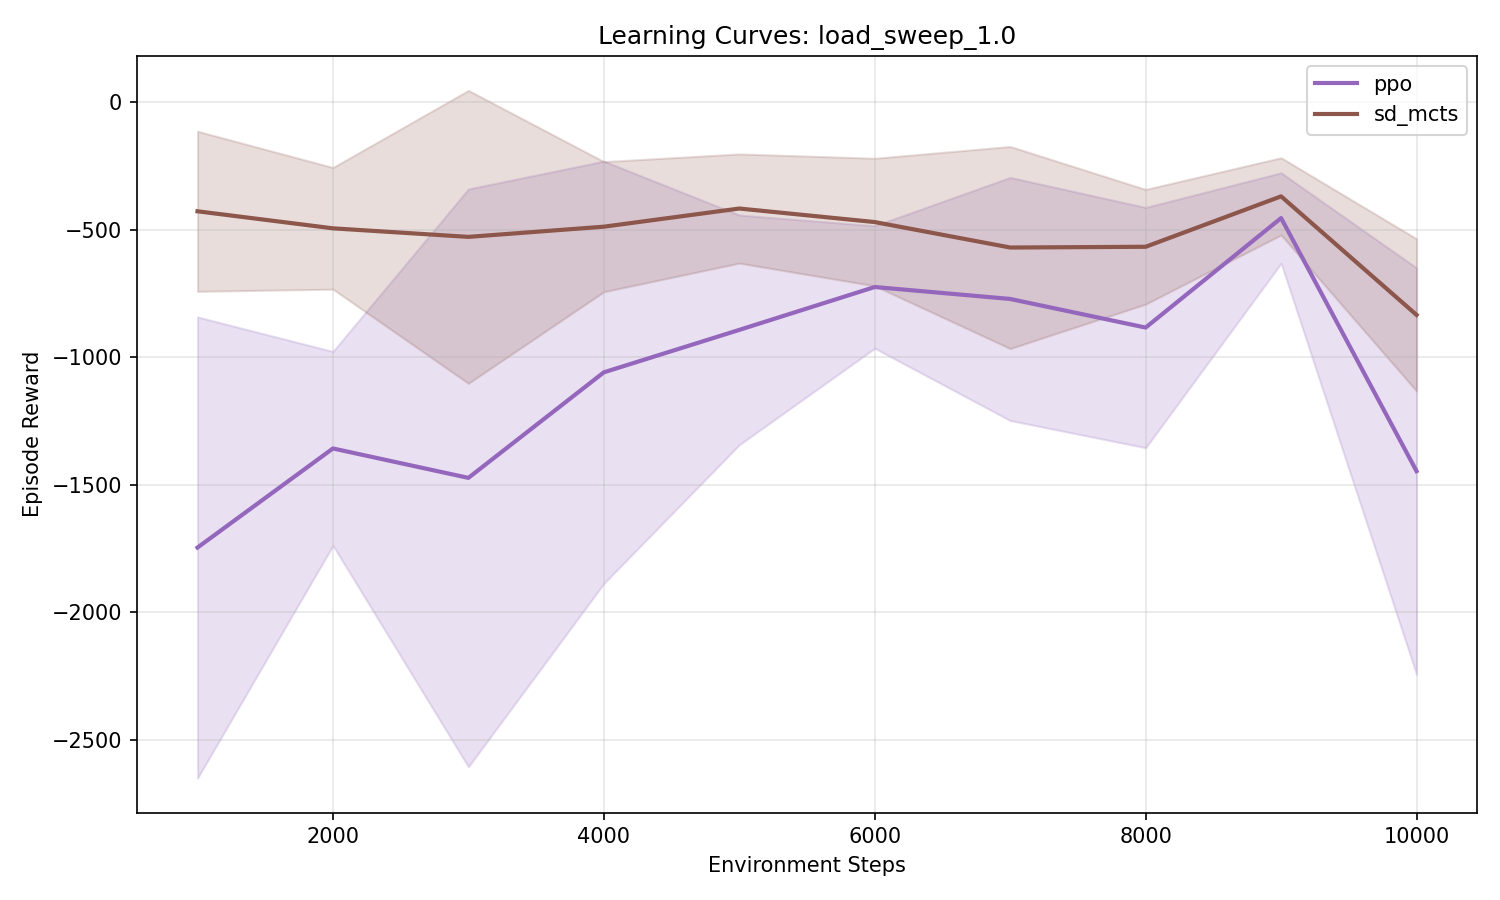 Learning Curves: load_sweep_1.0
ppo
sd_mcts
Episode Reward
0
−500
−1000
−1500
−2000
−2500
2000
4000
6000
8000
10000
Environment Steps